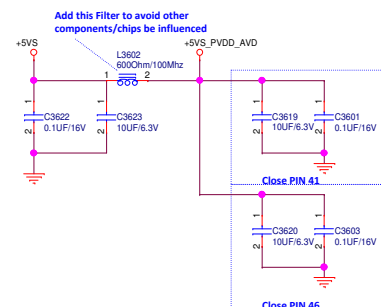 Add this Filter to avoid other
components/chips be influenced
+5VS
L3602
+5VS_PVDD_AVD
600Ohm/100Mhz
1
2
1
1
1
1
C3622
C3623
C3619
C3601
0.1UF/16V
10UF/6.3V
10UF/6.3V
0.1UF/16V
2
2
2
2
Close PIN 41
1
1
C3620
C3603
10UF/6.3V
0.1UF/16V
2
2
Close PIN 46